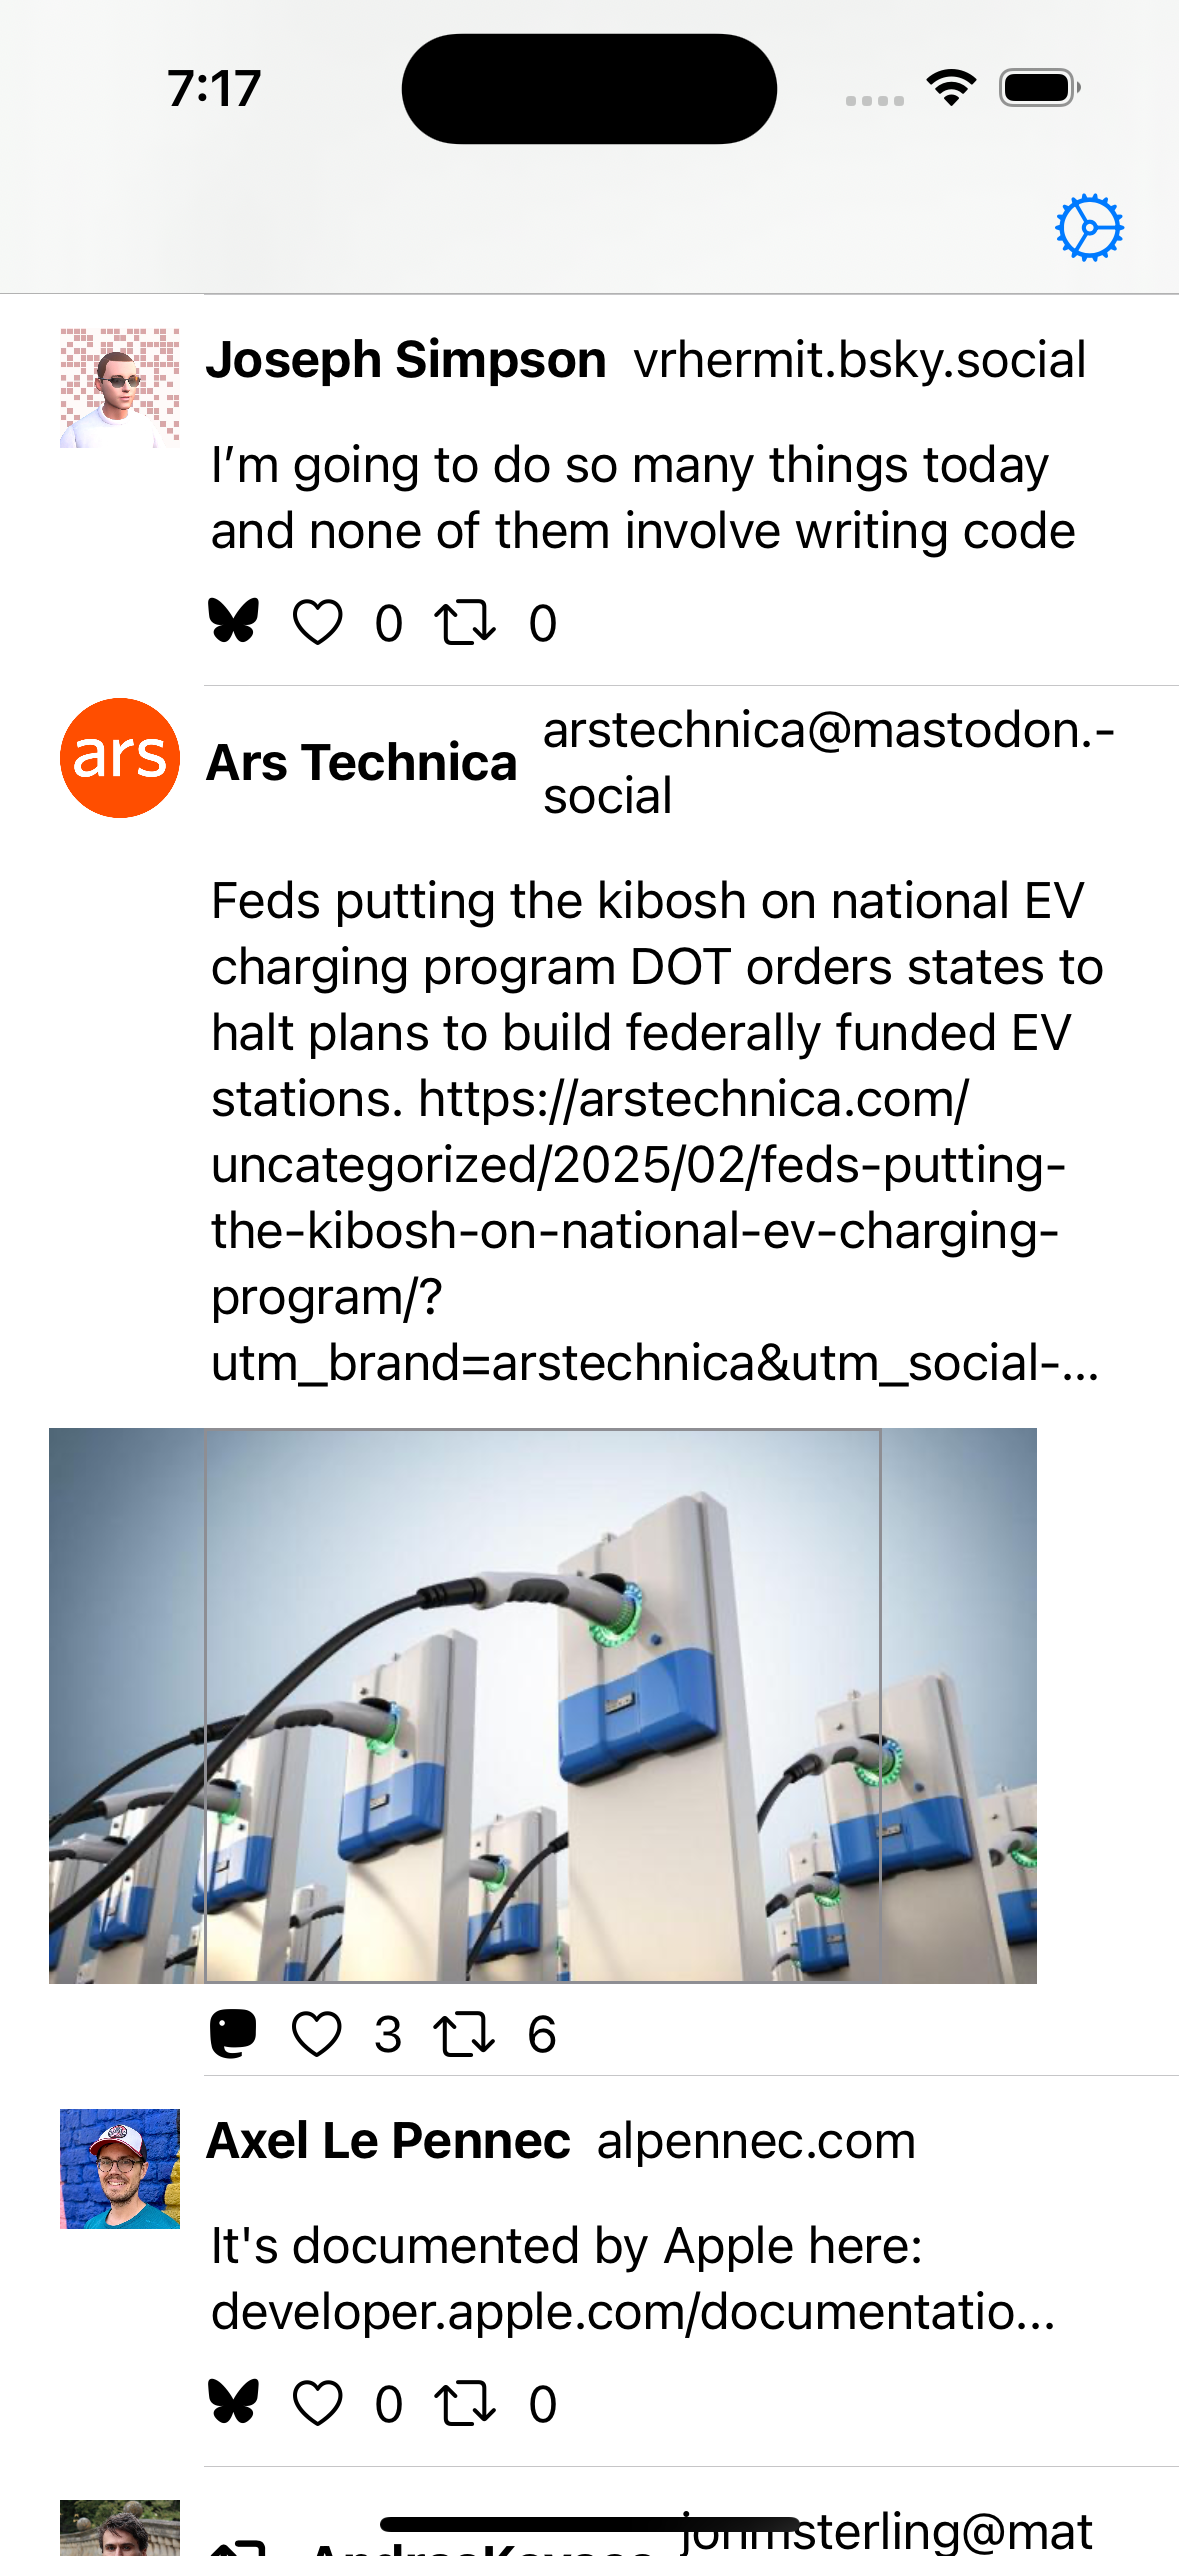 7:17
Joseph Simpson vrhermit.bsky.social
I’m going to do so many things today
and none of them involve writing code
0 0
ars
Ars Technica arstechnica@mastodon.-
social
Feds putting the kibosh on national EV
charging program DOT orders states to
halt plans to build federally funded EV
stations. https://arstechnica.com/
uncategorized/2025/02/feds-putting-
the-kibosh-on-national-ev-charging-
program/?
utm_brand=arstechnica&utm_social-...
3 6
Axel Le Pennec alpennec.com
It's documented by Apple here:
developer.apple.com/documentatio...
0 0
johnsterling@mat